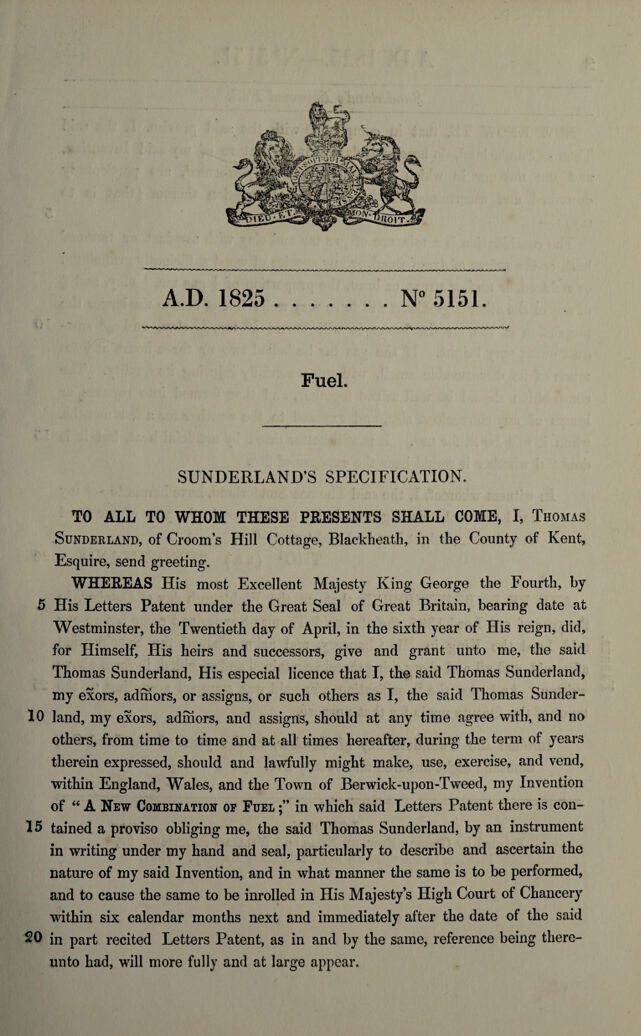 DIEU · ET · MON · DROIT.
A.D. 1825 . . . . . . . N° 5151.
Fuel.
SUNDERLAND'S SPECIFICATION.
TO ALL TO WHOM THESE PRESENTS SHALL COME, I, THOMAS
SUNDERLAND, of Croom's Hill Cottage, Blackheath, in the County of Kent,
Esquire, send greeting.
WHEREAS His most Excellent Majesty King George the Fourth, by
5 His Letters Patent under the Great Seal of Great Britain, bearing date at
Westminster, the Twentieth day of April, in the sixth year of His reign, did,
for Himself, His heirs and successors, give and grant unto me, the said
Thomas Sunderland, His especial licence that I, the said Thomas Sunderland,
my exors, adm̃ors, or assigns, or such others as I, the said Thomas Sunder-
10 land, my exors, adm̃ors, and assigns, should at any time agree with, and no
others, from time to time and at all times hereafter, during the term of years
therein expressed, should and lawfully might make, use, exercise, and vend,
within England, Wales, and the Town of Berwick-upon-Tweed, my Invention
of “ A NEW COMBINATION OF FUEL ;” in which said Letters Patent there is con-
15 tained a proviso obliging me, the said Thomas Sunderland, by an instrument
in writing under my hand and seal, particularly to describe and ascertain the
nature of my said Invention, and in what manner the same is to be performed,
and to cause the same to be inrolled in His Majesty's High Court of Chancery
within six calendar months next and immediately after the date of the said
20 in part recited Letters Patent, as in and by the same, reference being there-
unto had, will more fully and at large appear.